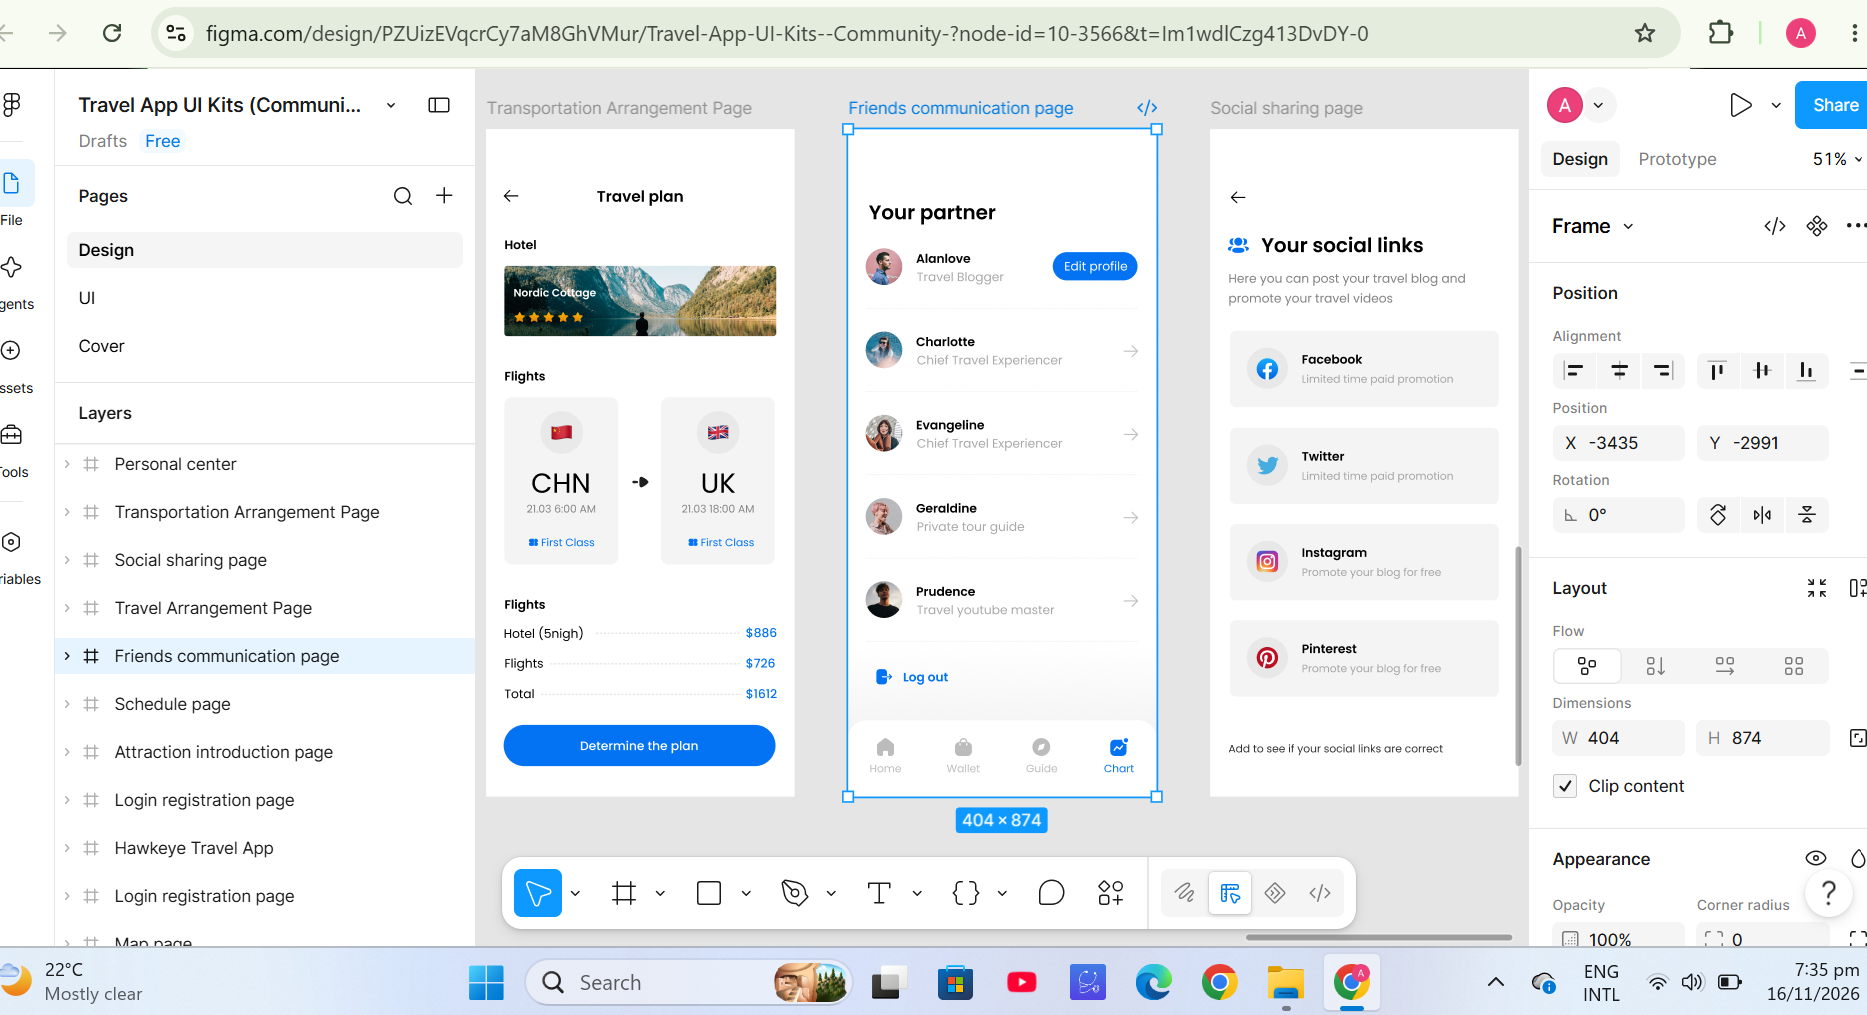 figma.com/design/PZUizEVqcrCy7aM8GhVMur/Travel-App-UI-Kits--Community-?node-id=10-3566&t=Im1wdlCzg413DvDY-0
A
Travel App UI Kits (Communi...
Drafts Free
File
Pages
Design
UI
Cover
Layers
Personal center
Transportation Arrangement Page
Social sharing page
Travel Arrangement Page
Friends communication page
Schedule page
Attraction introduction page
Login registration page
Hawkeye Travel App
Login registration page
Map page
gents
ssets
Tools
riables
Transportation Arrangement Page
Travel plan
Hotel
Nordic Cottage
Flights
CHN
21.03 6:00 AM
First Class
UK
21.03 18:00 AM
First Class
Flights
Hotel (5nigh) $886
Flights $726
Total $1612
Determine the plan
Friends communication page
Your partner
Alanlove
Travel Blogger
Edit profile
Charlotte
Chief Travel Experiencer
Evangeline
Chief Travel Experiencer
Geraldine
Private tour guide
Prudence
Travel youtube master
Log out
Home Wallet Guide Chart
404 × 874
Social sharing page
Your social links
Here you can post your travel blog and
promote your travel videos
Facebook
Limited time paid promotion
Twitter
Limited time paid promotion
Instagram
Promote your blog for free
Pinterest
Promote your blog for free
Add to see if your social links are correct
A
Share
Design Prototype 51%
Frame
Position
Alignment
Position
X -3435 Y -2991
Rotation
0°
Layout
Flow
Dimensions
W 404 H 874
Clip content
Appearance
Opacity Corner radius
100% 0
?
22°C
Mostly clear
Search
A
ENG
INTL
7:35 pm
16/11/2026